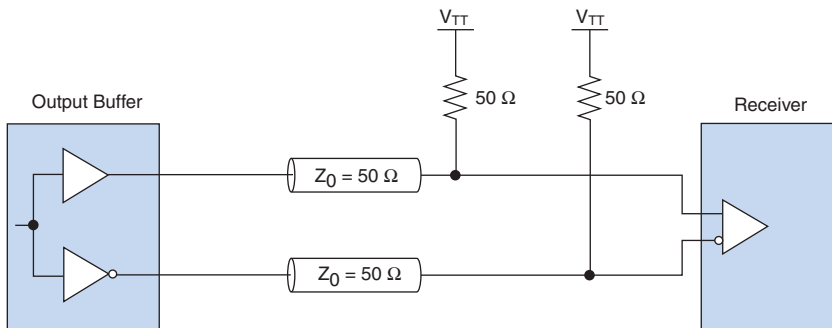 V_TT V_TT
50 Ω 50 Ω
Output Buffer Receiver
Z_0 = 50 Ω
Z_0 = 50 Ω